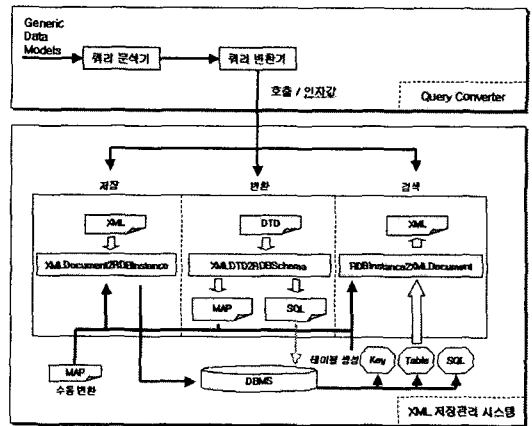 Generic
Data
Models
쿼리 분석기
쿼리 변환기
호출 / 인자값
Query Converter
저장
변환
검색
XML
DTD
XML
XMLDocument2RDBInstance
XMLDTD2RDBSchema
RDBInstance2XMLDocument
MAP
SQL
MAP
수동 변환
테이블 생성
Key
Table
SQL
DBMS
XML 저장관리 시스템